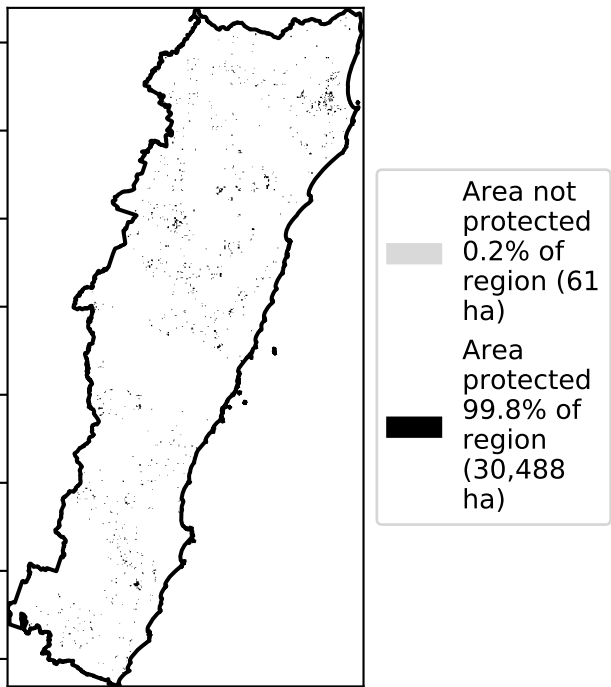 Area not
protected
0.2% of
region (61
ha)
Area
protected
99.8% of
region
(30,488
ha)